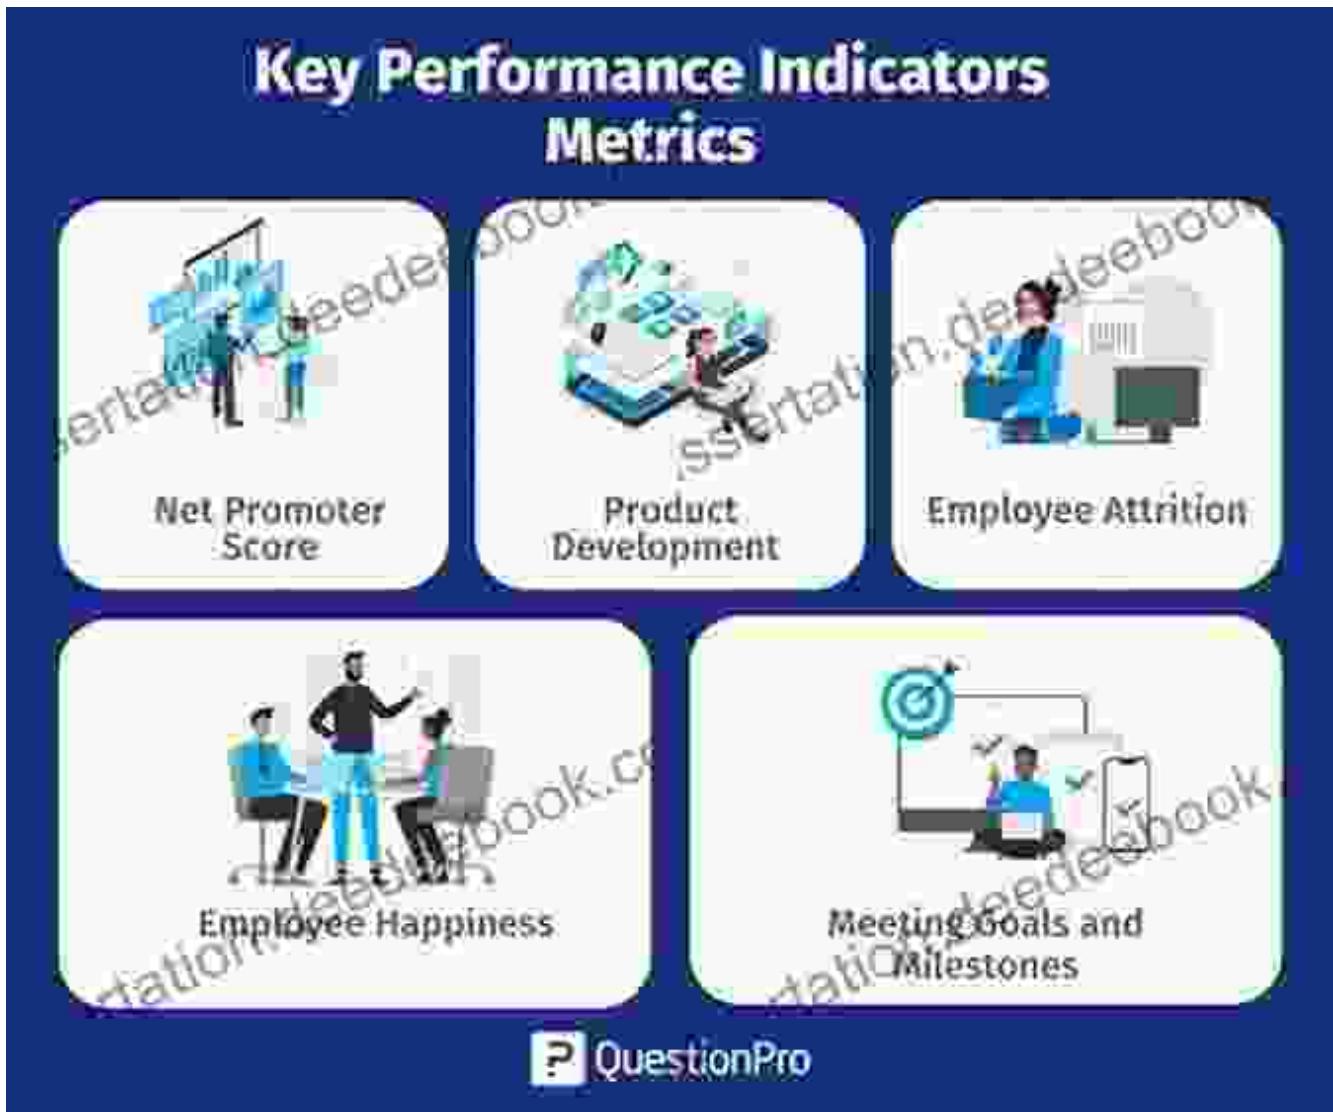 Key Performance Indicators
Metrics
Net Promoter
Score
Product
Development
Employee Attrition
Employee Happiness
Meeting Goals and
Milestones
QuestionPro